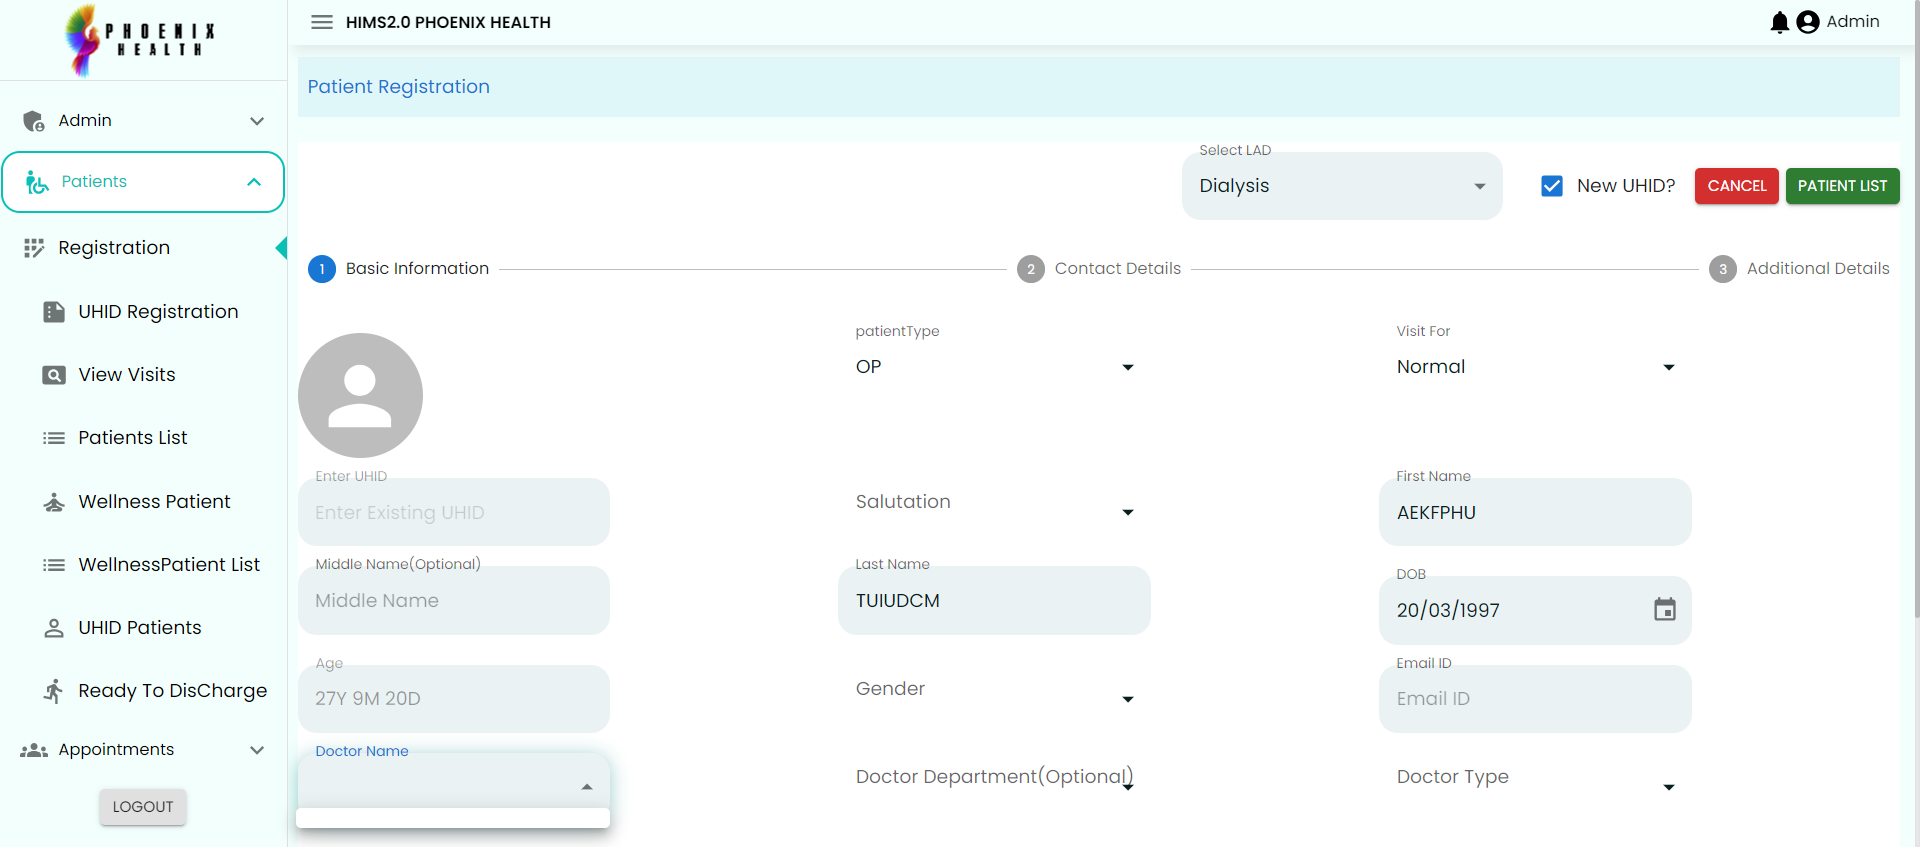 PHOENIX
HEALTH
HIMS2.0 PHOENIX HEALTH
Admin
Patient Registration
Admin
Patients
Registration
UHID Registration
View Visits
Patients List
Wellness Patient
WellnessPatient List
UHID Patients
Ready To DisCharge
Appointments
LOGOUT
Select LAD
Dialysis
New UHID?
CANCEL
PATIENT LIST
1 Basic Information
2 Contact Details
3 Additional Details
patientType
OP
Visit For
Normal
Enter UHID
Enter Existing UHID
Salutation
First Name
AEKFPHU
Middle Name(Optional)
Middle Name
Last Name
TUIUDCM
DOB
20/03/1997
Age
27Y 9M 20D
Gender
Email ID
Email ID
Doctor Name
Doctor Department(Optional)
Doctor Type